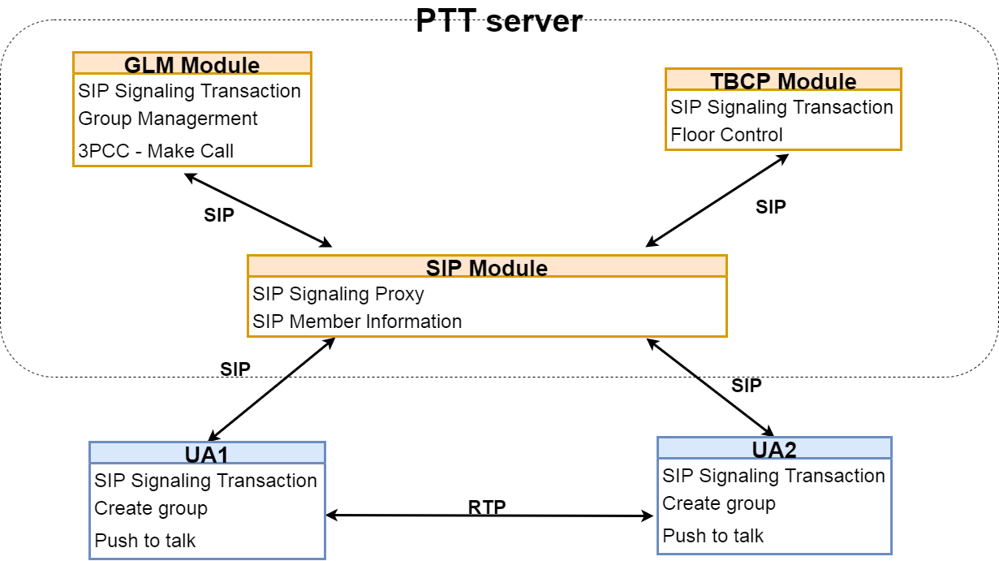 PTT server
GLM Module
SIP Signaling Transaction
Group Managerment
3PCC - Make Call
TBCP Module
SIP Signaling Transaction
Floor Control
SIP
SIP
SIP Module
SIP Signaling Proxy
SIP Member Information
SIP
SIP
UA1
SIP Signaling Transaction
Create group
Push to talk
RTP
UA2
SIP Signaling Transaction
Create group
Push to talk